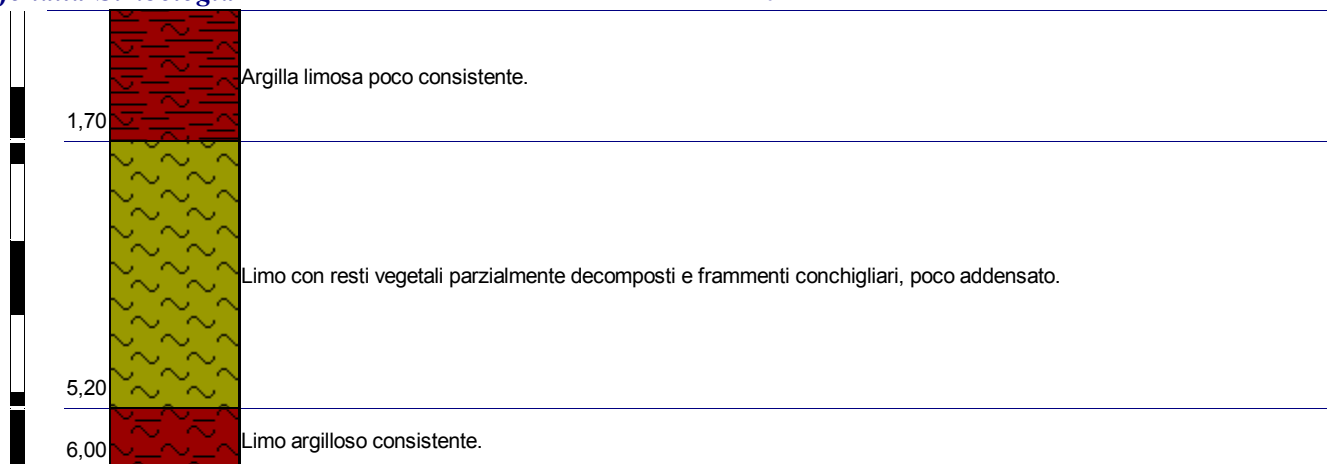 Argilla limosa poco consistente.
1,70
Limo con resti vegetali parzialmente decomposti e frammenti conchigliari, poco addensato.
5,20
Limo argilloso consistente.
6,00